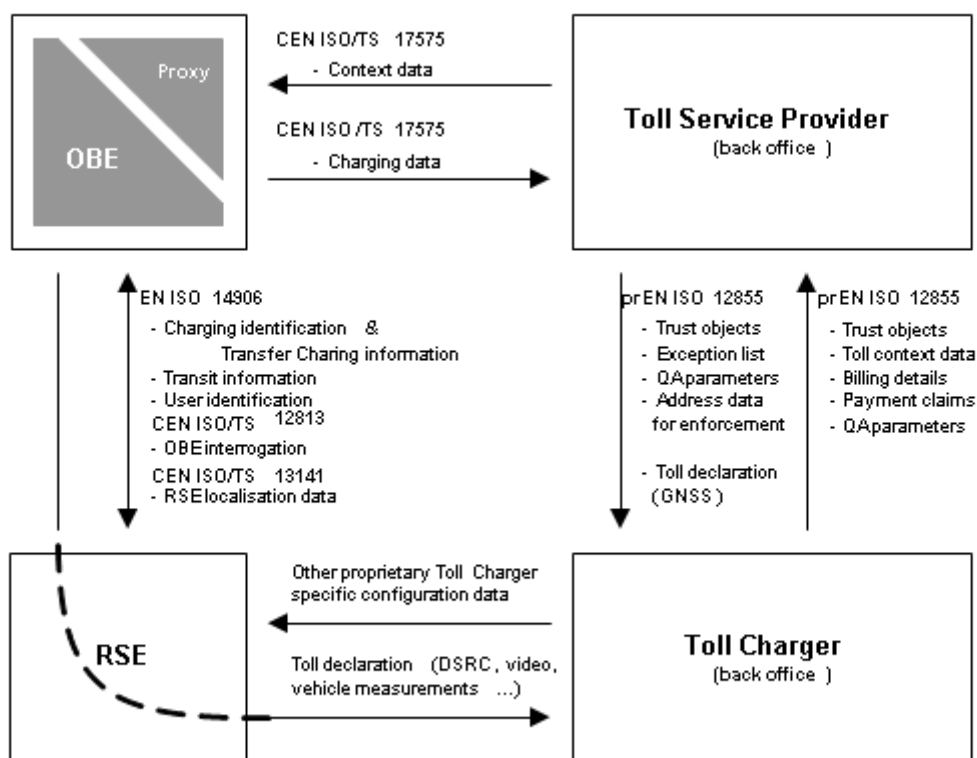 Proxy
OBE
CEN ISO/TS 17575
- Context data
CEN ISO /TS 17575
- Charging data
Toll Service Provider
(back office )
EN ISO 14906
- Charging identification &
Transfer Charing information
- Transit information
- User identification
CEN ISO/TS 12813
- OBE interrogation
CEN ISO/TS 13141
- RSE localisation data
prEN ISO 12855
- Trust objects
- Exception list
- QA parameters
- Address data
for enforcement
- Toll declaration
(GNSS )
prEN ISO 12855
- Trust objects
- Toll context data
- Billing details
- Payment claims
- QA parameters
RSE
Other proprietary Toll Charger
specific configuration data
Toll declaration (DSRC , video,
vehicle measurements ...)
Toll Charger
(back office )